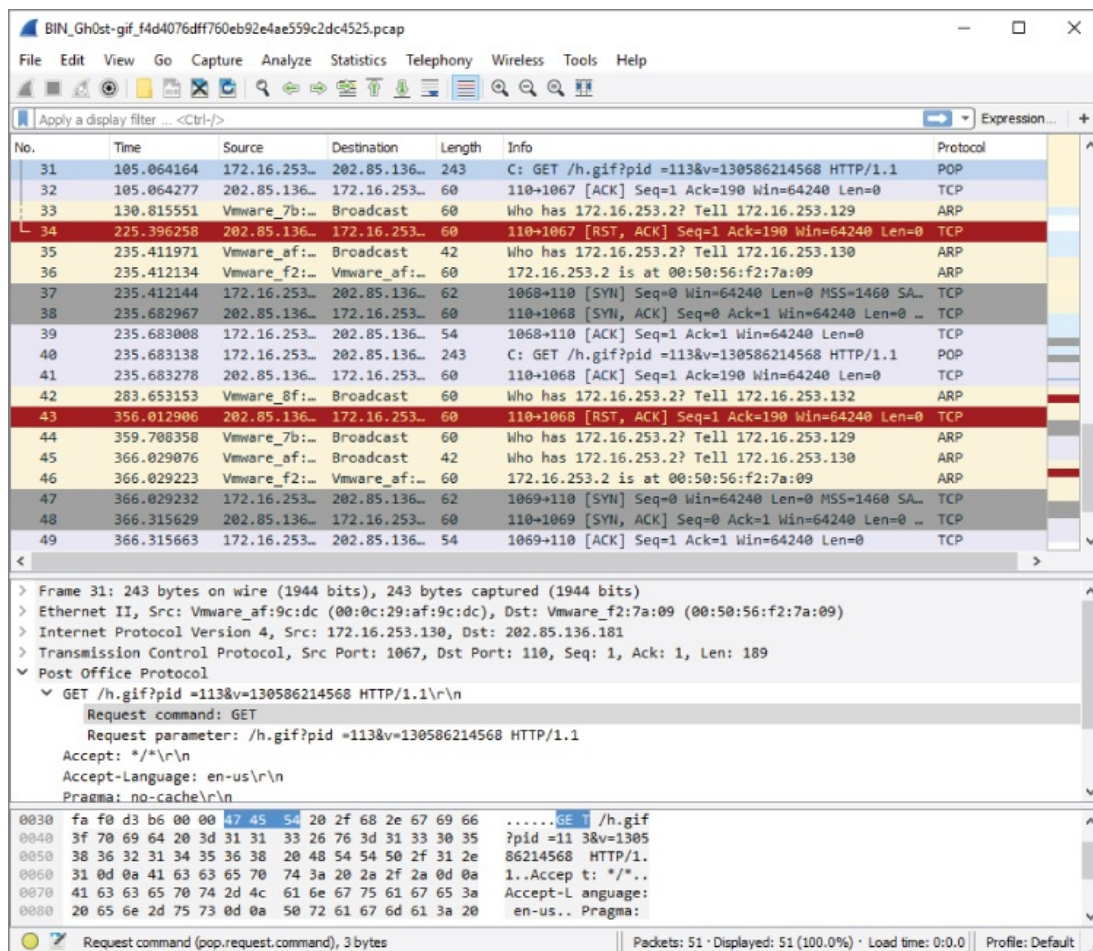 BIN_Gh0st-gif_f4d4076dff760eb92e4ae559c2dc4525.pcap
File Edit View Go Capture Analyze Statistics Telephony Wireless Tools Help
Apply a display filter ... <Ctrl-/> Expression... +
No. Time Source Destination Length Info Protocol
31 105.064164 172.16.253… 202.85.136… 243 C: GET /h.gif?pid =113&v=130586214568 HTTP/1.1 POP
32 105.064277 202.85.136… 172.16.253… 60 110→1067 [ACK] Seq=1 Ack=190 Win=64240 Len=0 TCP
33 130.815551 Vmware_7b:… Broadcast 60 Who has 172.16.253.2? Tell 172.16.253.129 ARP
34 225.396258 202.85.136… 172.16.253… 60 110→1067 [RST, ACK] Seq=1 Ack=190 Win=64240 Len=0 TCP
35 235.411971 Vmware_af:… Broadcast 42 Who has 172.16.253.2? Tell 172.16.253.130 ARP
36 235.412134 Vmware_f2:… Vmware_af:… 60 172.16.253.2 is at 00:50:56:f2:7a:09 ARP
37 235.412144 172.16.253… 202.85.136… 62 1068→110 [SYN] Seq=0 Win=64240 Len=0 MSS=1460 SA… TCP
38 235.682967 202.85.136… 172.16.253… 60 110→1068 [SYN, ACK] Seq=0 Ack=1 Win=64240 Len=0 … TCP
39 235.683008 172.16.253… 202.85.136… 54 1068→110 [ACK] Seq=1 Ack=1 Win=64240 Len=0 TCP
40 235.683138 172.16.253… 202.85.136… 243 C: GET /h.gif?pid =113&v=130586214568 HTTP/1.1 POP
41 235.683278 202.85.136… 172.16.253… 60 110→1068 [ACK] Seq=1 Ack=190 Win=64240 Len=0 TCP
42 283.653153 Vmware_8f:… Broadcast 60 Who has 172.16.253.2? Tell 172.16.253.132 ARP
43 356.012906 202.85.136… 172.16.253… 60 110→1068 [RST, ACK] Seq=1 Ack=190 Win=64240 Len=0 TCP
44 359.708358 Vmware_7b:… Broadcast 60 Who has 172.16.253.2? Tell 172.16.253.129 ARP
45 366.029076 Vmware_af:… Broadcast 42 Who has 172.16.253.2? Tell 172.16.253.130 ARP
46 366.029223 Vmware_f2:… Vmware_af:… 60 172.16.253.2 is at 00:50:56:f2:7a:09 ARP
47 366.029232 172.16.253… 202.85.136… 62 1069→110 [SYN] Seq=0 Win=64240 Len=0 MSS=1460 SA… TCP
48 366.315629 202.85.136… 172.16.253… 60 110→1069 [SYN, ACK] Seq=0 Ack=1 Win=64240 Len=0 … TCP
49 366.315663 172.16.253… 202.85.136… 54 1069→110 [ACK] Seq=1 Ack=1 Win=64240 Len=0 TCP
Frame 31: 243 bytes on wire (1944 bits), 243 bytes captured (1944 bits)
Ethernet II, Src: Vmware_af:9c:dc (00:0c:29:af:9c:dc), Dst: Vmware_f2:7a:09 (00:50:56:f2:7a:09)
Internet Protocol Version 4, Src: 172.16.253.130, Dst: 202.85.136.181
Transmission Control Protocol, Src Port: 1067, Dst Port: 110, Seq: 1, Ack: 1, Len: 189
Post Office Protocol
GET /h.gif?pid =113&v=130586214568 HTTP/1.1\r\n
Request command: GET
Request parameter: /h.gif?pid =113&v=130586214568 HTTP/1.1
Accept: */*\r\n
Accept-Language: en-us\r\n
Pragma: no-cache\r\n
0030 fa f0 d3 b6 00 00 47 45 54 20 2f 68 2e 67 69 66 ......GE T /h.gif
0040 3f 70 69 64 20 3d 31 31 33 26 76 3d 31 33 30 35 ?pid =11 3&v=1305
0050 38 36 32 31 34 35 36 38 20 48 54 54 50 2f 31 2e 86214568 HTTP/1.
0060 31 0d 0a 41 63 63 65 70 74 3a 20 2a 2f 2a 0d 0a 1..Accep t: */*..
0070 41 63 63 65 70 74 2d 4c 61 6e 67 75 61 67 65 3a Accept-L anguage:
0080 20 65 6e 2d 75 73 0d 0a 50 72 61 67 6d 61 3a 20 en-us.. Pragma:
Request command (pop.request.command), 3 bytes Packets: 51 · Displayed: 51 (100.0%) · Load time: 0:0.0 Profile: Default